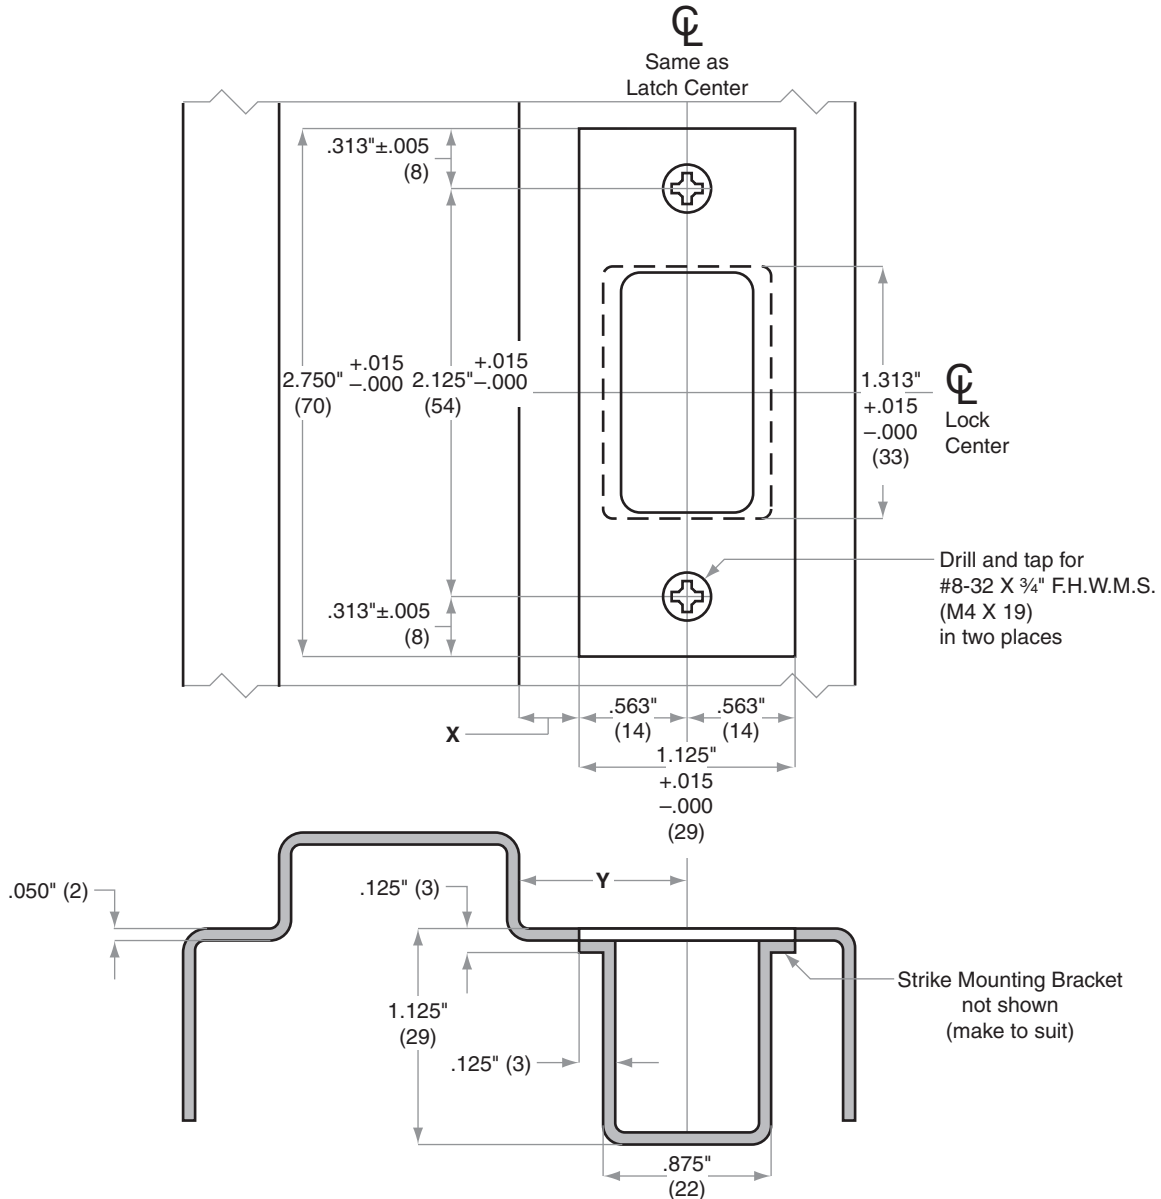 ℄
Same as
Latch Center
.313"±.005
(8)
2.750" +.015
–.000
(70)
2.125" +.015
–.000
(54)
1.313"
+.015
–.000
(33)
℄
Lock
Center
Drill and tap for
#8-32 X ¾" F.H.W.M.S.
(M4 X 19)
in two places
.313"±.005
(8)
X
.563"
(14)
.563"
(14)
1.125"
+.015
–.000
(29)
.050" (2)
.125" (3)
Y
1.125"
(29)
.125" (3)
Strike Mounting Bracket
not shown
(make to suit)
.875"
(22)